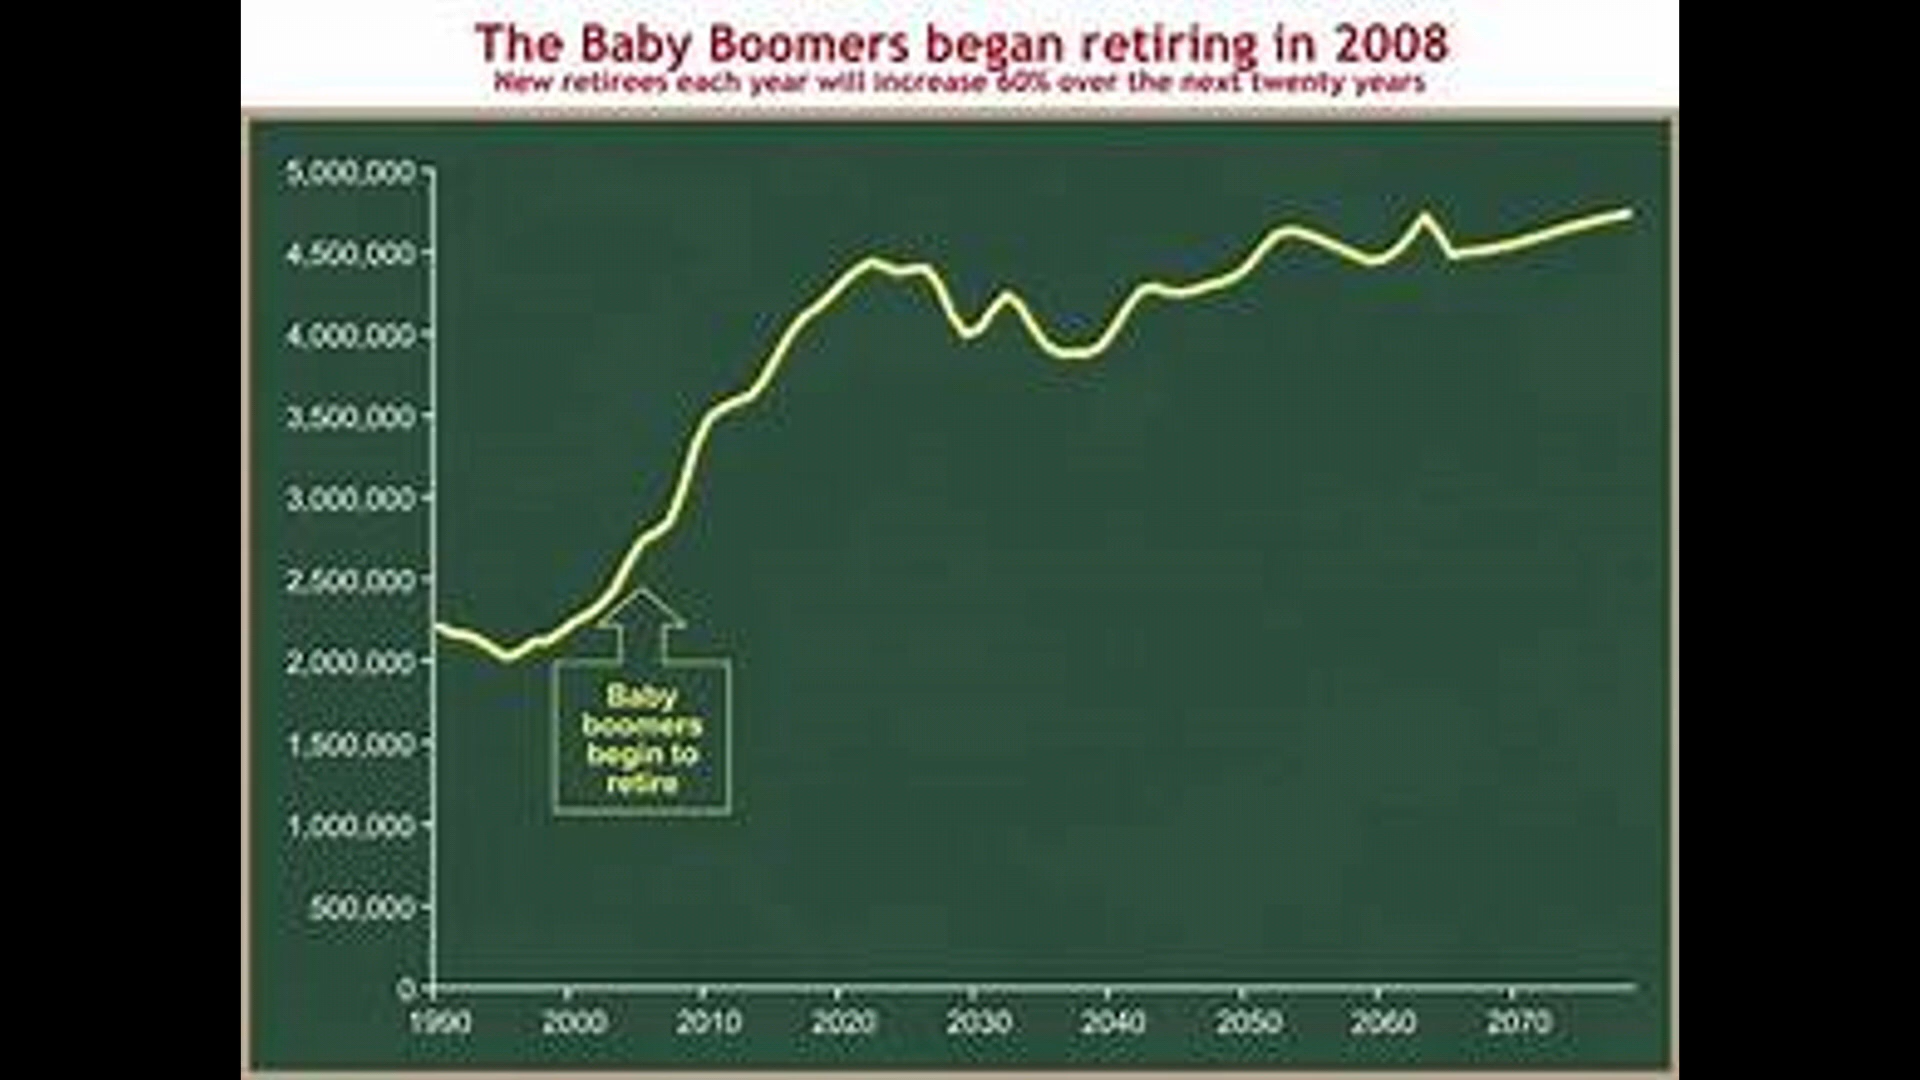 The Baby Boomers began retiring in 2008
New retirees each year will increase 60% over the next twenty years
5,000,000
4,500,000
4,000,000
3,500,000
3,000,000
2,500,000
2,000,000
1,500,000
1,000,000
500,000
0
Baby
boomers
begin to
retire
1990 2000 2010 2020 2030 2040 2050 2060 2070